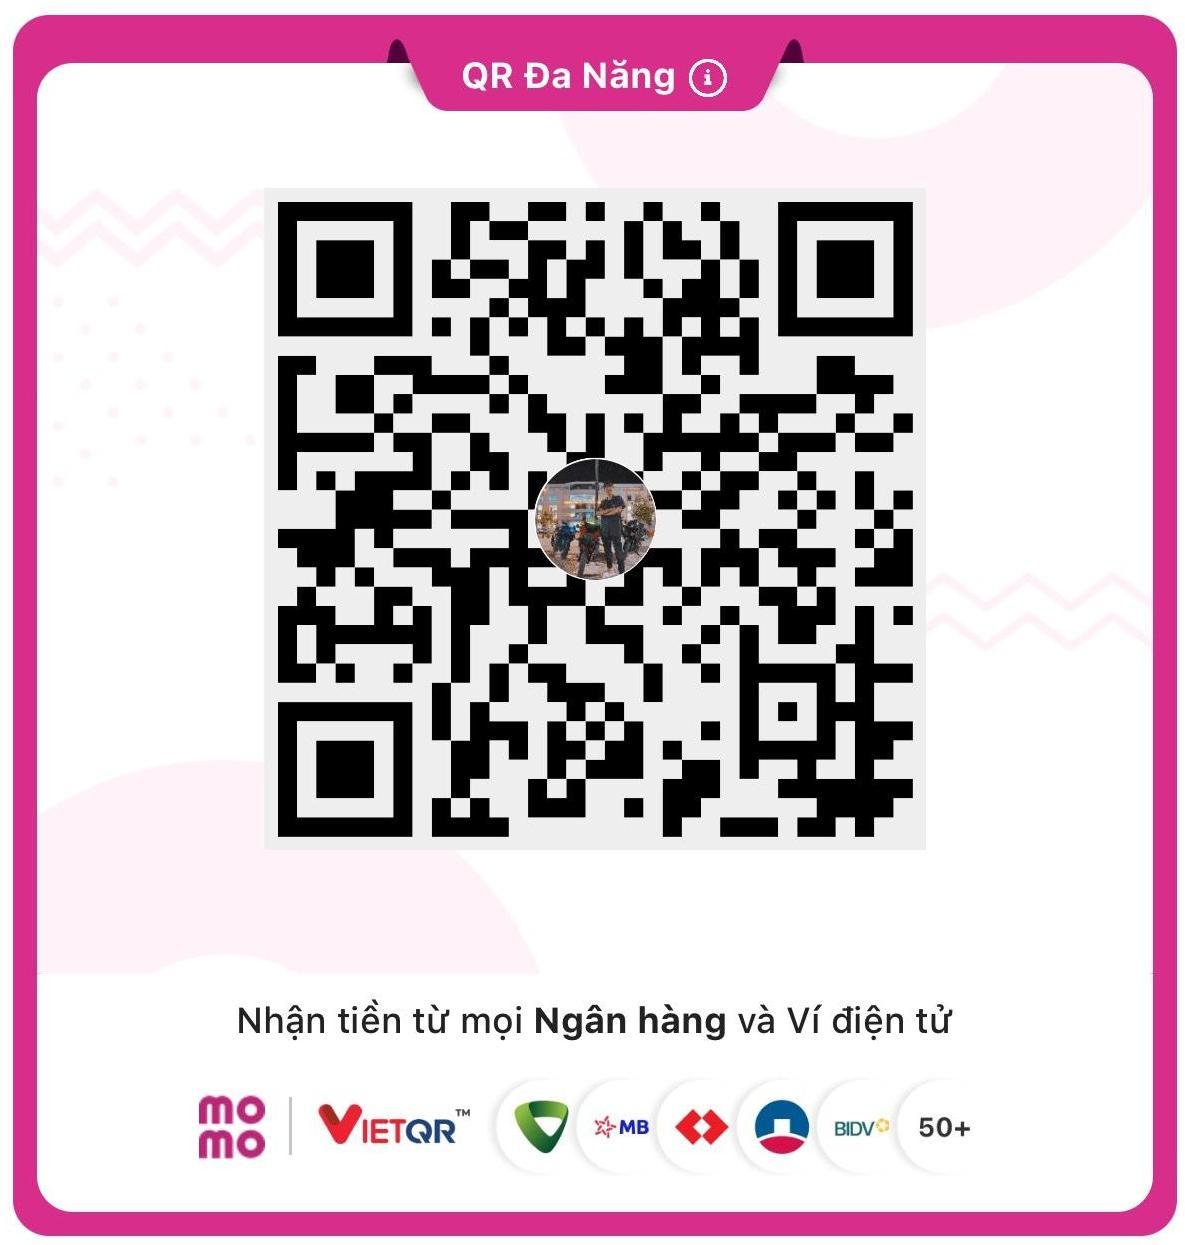 QR Đa Năng
Nhận tiền từ mọi Ngân hàng và Ví điện tử
mo
mo
VIETQR™
MB
BIDV
50+